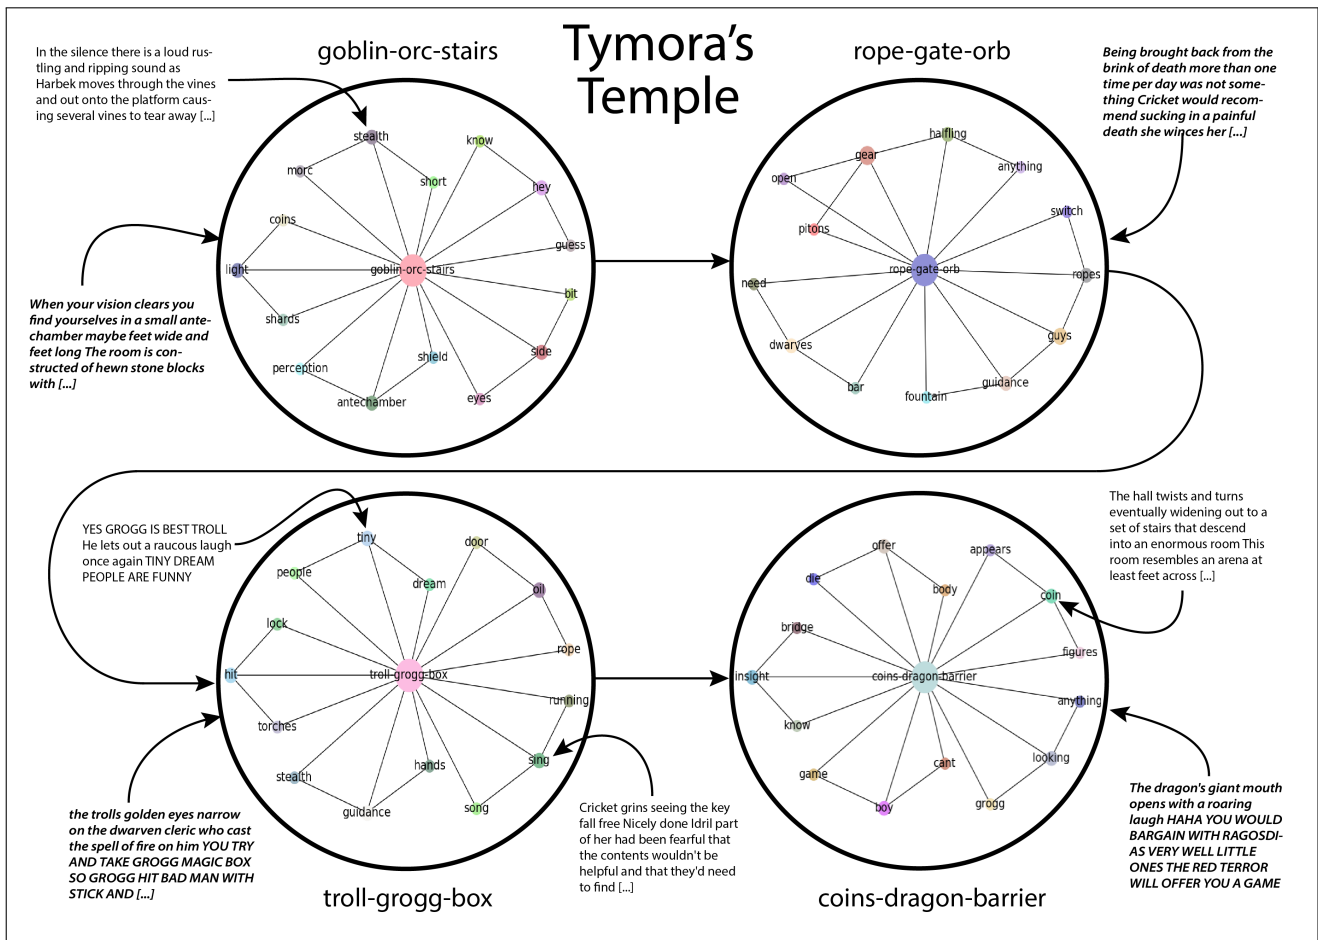 Tymora's
Temple
goblin-orc-stairs
rope-gate-orb
In the silence there is a loud rus-
tling and ripping sound as
Harbek moves through the vines
and out onto the platform caus-
ing several vines to tear away [...]
Being brought back from the
brink of death more than one
time per day was not some-
thing Cricket would recom-
mend sucking in a painful
death she winces her [...]
When your vision clears you
find yourselves in a small ante-
chamber maybe feet wide and
feet long The room is con-
structed of hewn stone blocks
with [...]
stealth
know
morc
short
hey
coins
guess
light
goblin-orc-stairs
bit
shards
side
shield
perception
eyes
antechamber
halfling
gear
anything
open
switch
pitons
rope-gate-orb
ropes
need
guys
dwarves
guidance
bar
fountain
YES GROGG IS BEST TROLL
He lets out a raucous laugh
once again TINY DREAM
PEOPLE ARE FUNNY
tiny
door
people
dream
oil
lock
rope
hit
troll-grogg-box
running
torches
sing
hands
stealth
song
guidance
the trolls golden eyes narrow
on the dwarven cleric who cast
the spell of fire on him YOU TRY
AND TAKE GROGG MAGIC BOX
SO GROGG HIT BAD MAN WITH
STICK AND [...]
Cricket grins seeing the key
fall free Nicely done Idril part
of her had been fearful that
the contents wouldn't be
helpful and that they'd need
to find [...]
troll-grogg-box
The hall twists and turns
eventually widening out to a
set of stairs that descend
into an enormous room This
room resembles an arena at
least feet across [...]
offer
appears
die
body
coin
bridge
figures
insight
coins-dragon-barrier
anything
know
looking
cant
game
grogg
boy
The dragon's giant mouth
opens with a roaring
laugh HAHA YOU WOULD
BARGAIN WITH RAGOSDI-
AS VERY WELL LITTLE
ONES THE RED TERROR
WILL OFFER YOU A GAME
coins-dragon-barrier